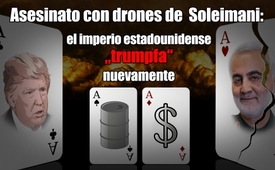 Asesinato con drones de Soleimani:
el imperio estadounidense
„trumpfa”
nuevamente
A
A
A
A
$